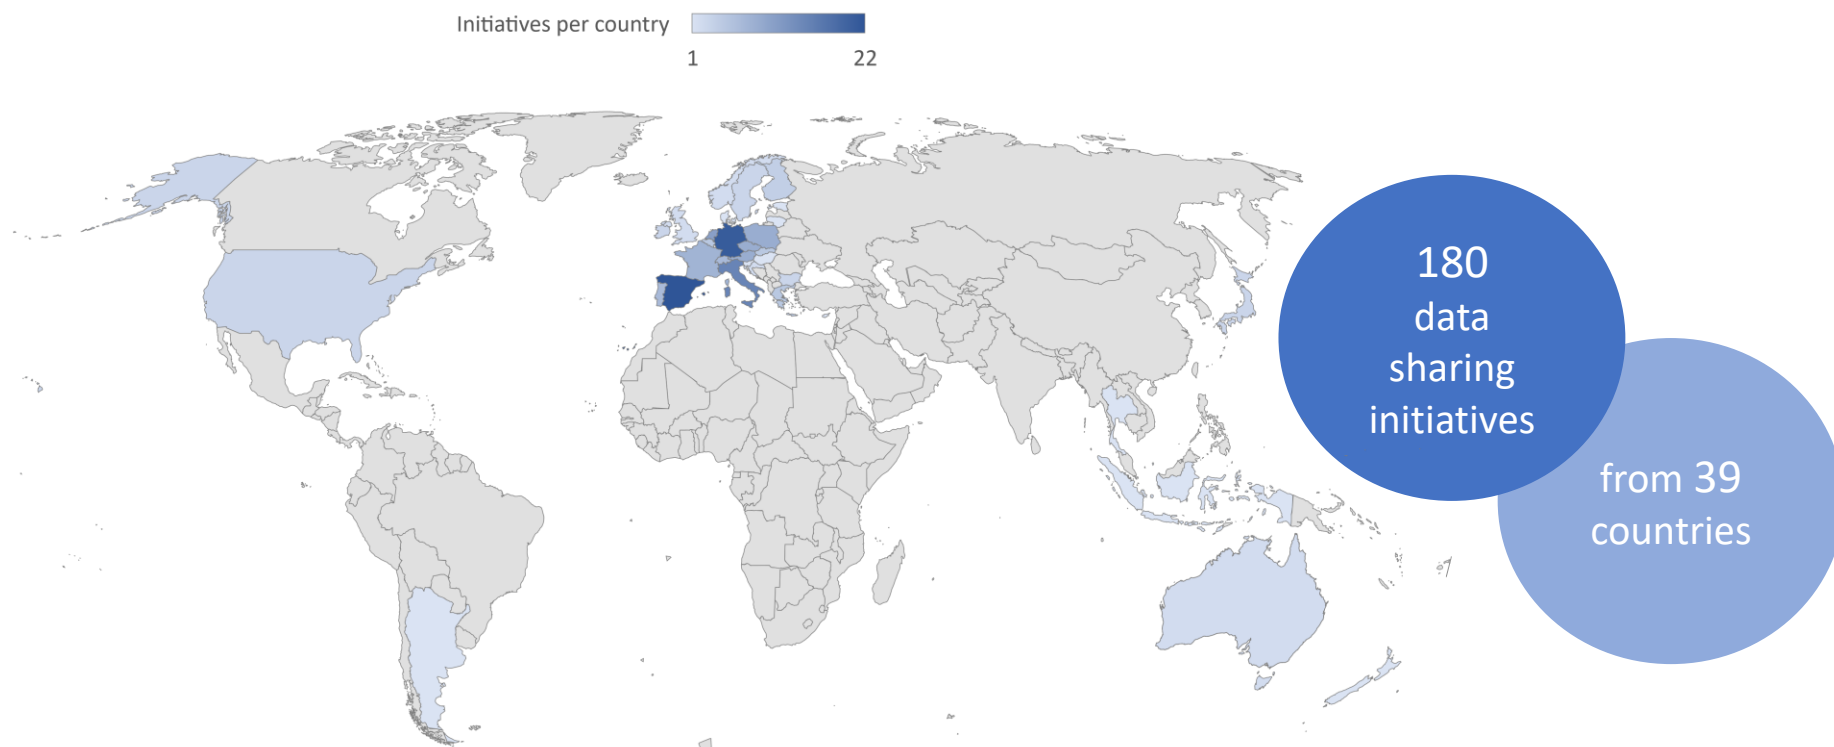 Initiatives per country
1 22
180
data
sharing
initiatives
from 39
countries